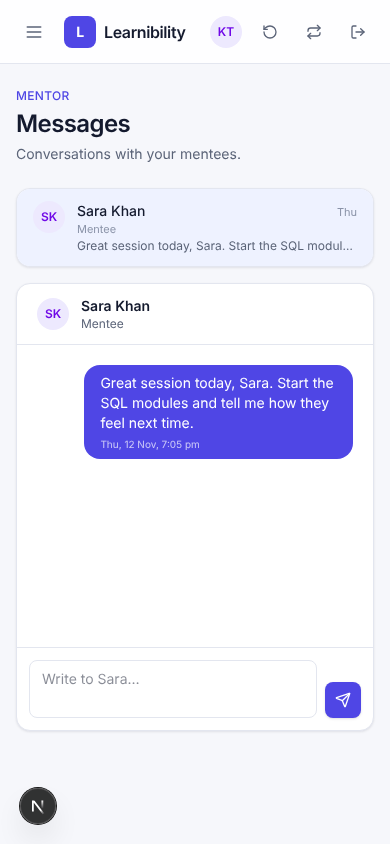 L Learnibility KT
MENTOR
Messages
Conversations with your mentees.
SK Sara Khan Thu
Mentee
Great session today, Sara. Start the SQL modul...
SK Sara Khan
Mentee
Great session today, Sara. Start the
SQL modules and tell me how they
feel next time.
Thu, 12 Nov, 7:05 pm
Write to Sara...
N